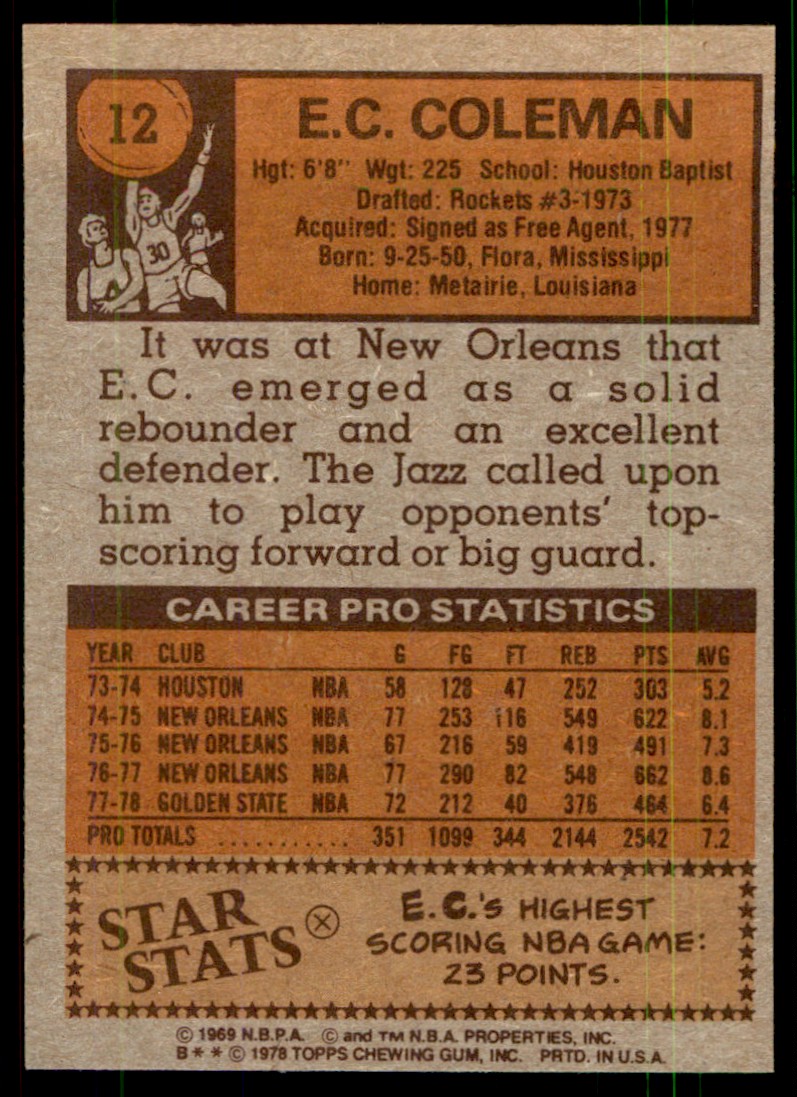 12
E.C. COLEMAN
Hgt: 6'8" Wgt: 225 School: Houston Baptist
Drafted: Rockets #3-1973
Acquired: Signed as Free Agent, 1977
Born: 9-25-50, Flora, Mississippi
Home: Metairie, Louisiana
30
It was at New Orleans that
E.C. emerged as a solid
rebounder and an excellent
defender. The Jazz called upon
him to play opponents' top-
scoring forward or big guard.
CAREER PRO STATISTICS
YEAR CLUB G FG FT REB PTS AVG
73-74 HOUSTON NBA 58 128 47 252 303 5.2
74-75 NEW ORLEANS NBA 77 253 116 549 622 8.1
75-76 NEW ORLEANS NBA 67 216 59 419 491 7.3
76-77 NEW ORLEANS NBA 77 290 82 548 662 8.6
77-78 GOLDEN STATE NBA 72 212 40 376 464 6.4
PRO TOTALS ........... 351 1099 344 2144 2542 7.2
STAR
STATS
E.C.'S HIGHEST
SCORING NBA GAME:
23 POINTS.
© 1969 N.B.P.A. © and TM N.B.A. PROPERTIES, INC.
B * * © 1978 TOPPS CHEWING GUM, INC. PRTD. IN U.S.A.